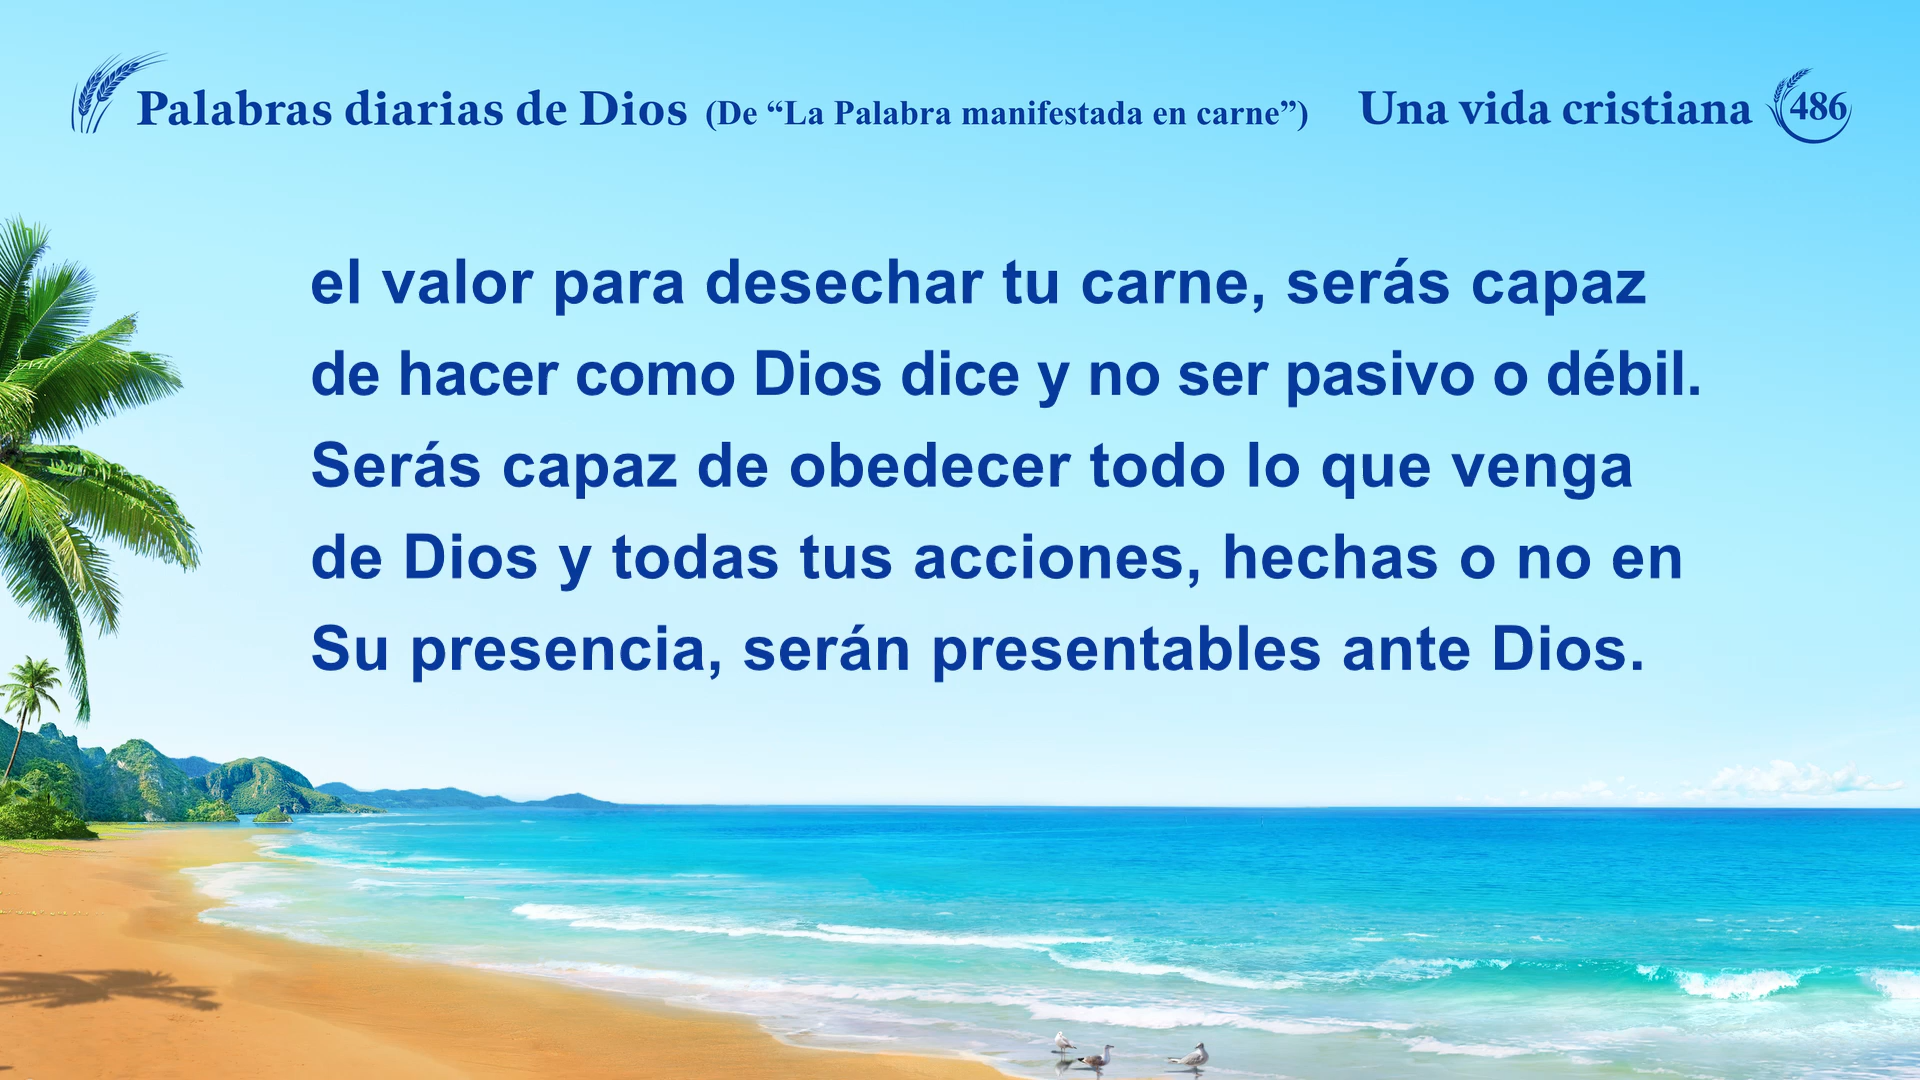 Palabras diarias de Dios (De “La Palabra manifestada en carne”) Una vida cristiana 486
el valor para desechar tu carne, serás capaz
de hacer como Dios dice y no ser pasivo o débil.
Serás capaz de obedecer todo lo que venga
de Dios y todas tus acciones, hechas o no en
Su presencia, serán presentables ante Dios.